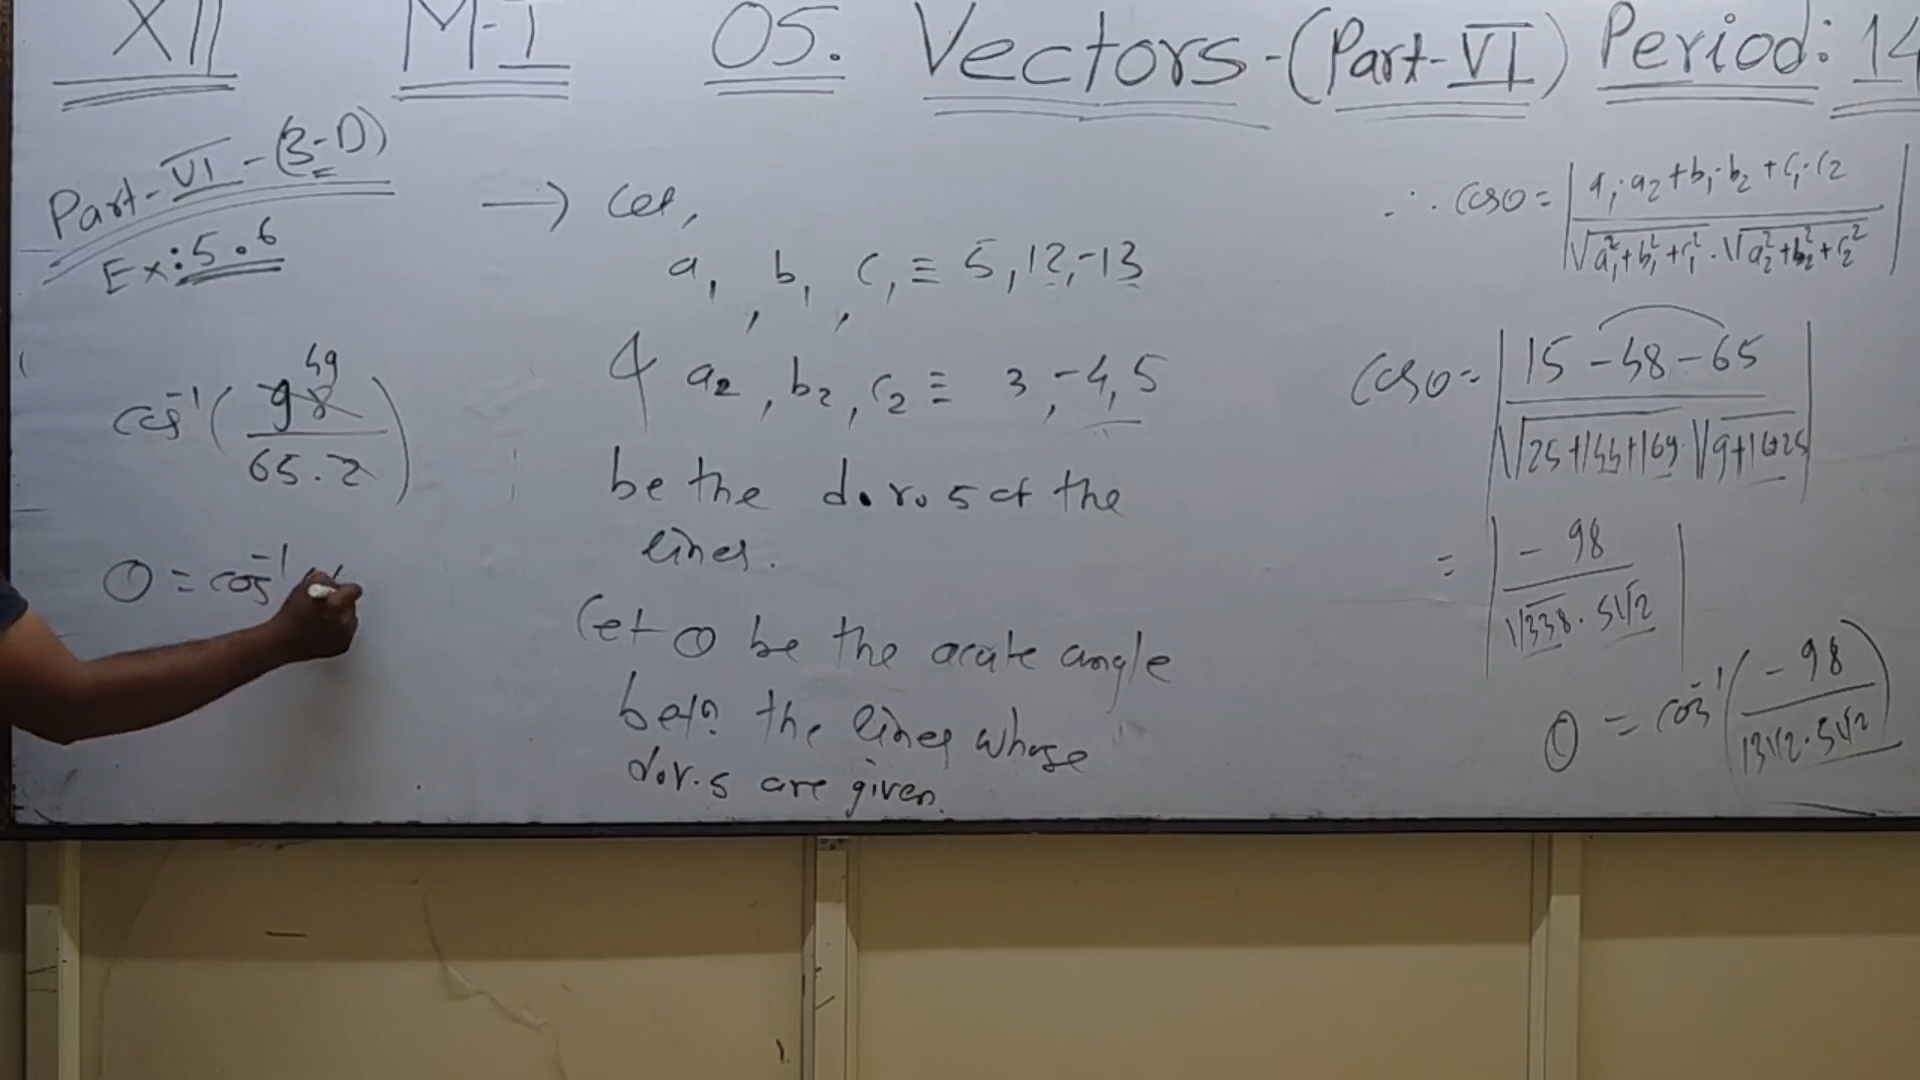 XII M-I 05. Vectors-(Part-VI) Period: 14
Part-VI-(3-D)
Ex:5.6
cos⁻¹(98/65.2)
49
θ = cos⁻¹
→ Let,
a₁, b₁, c₁ ≡ 5, 12, -13
& a₂, b₂, c₂ ≡ 3, -4, 5
be the d.r.s of the
lines.
Let θ be the acute angle
betn the lines whose
d.r.s are given.
∴ cosθ = |a₁.a₂+b₁.b₂+c₁.c₂ / √a₁²+b₁²+c₁² . √a₂²+b₂²+c₂²|
cosθ = |15-48-65 / √25+144+169 . √9+16+25|
= |-98 / √338 . 5√2|
θ = cos⁻¹(-98 / 13√2 . 5√2)